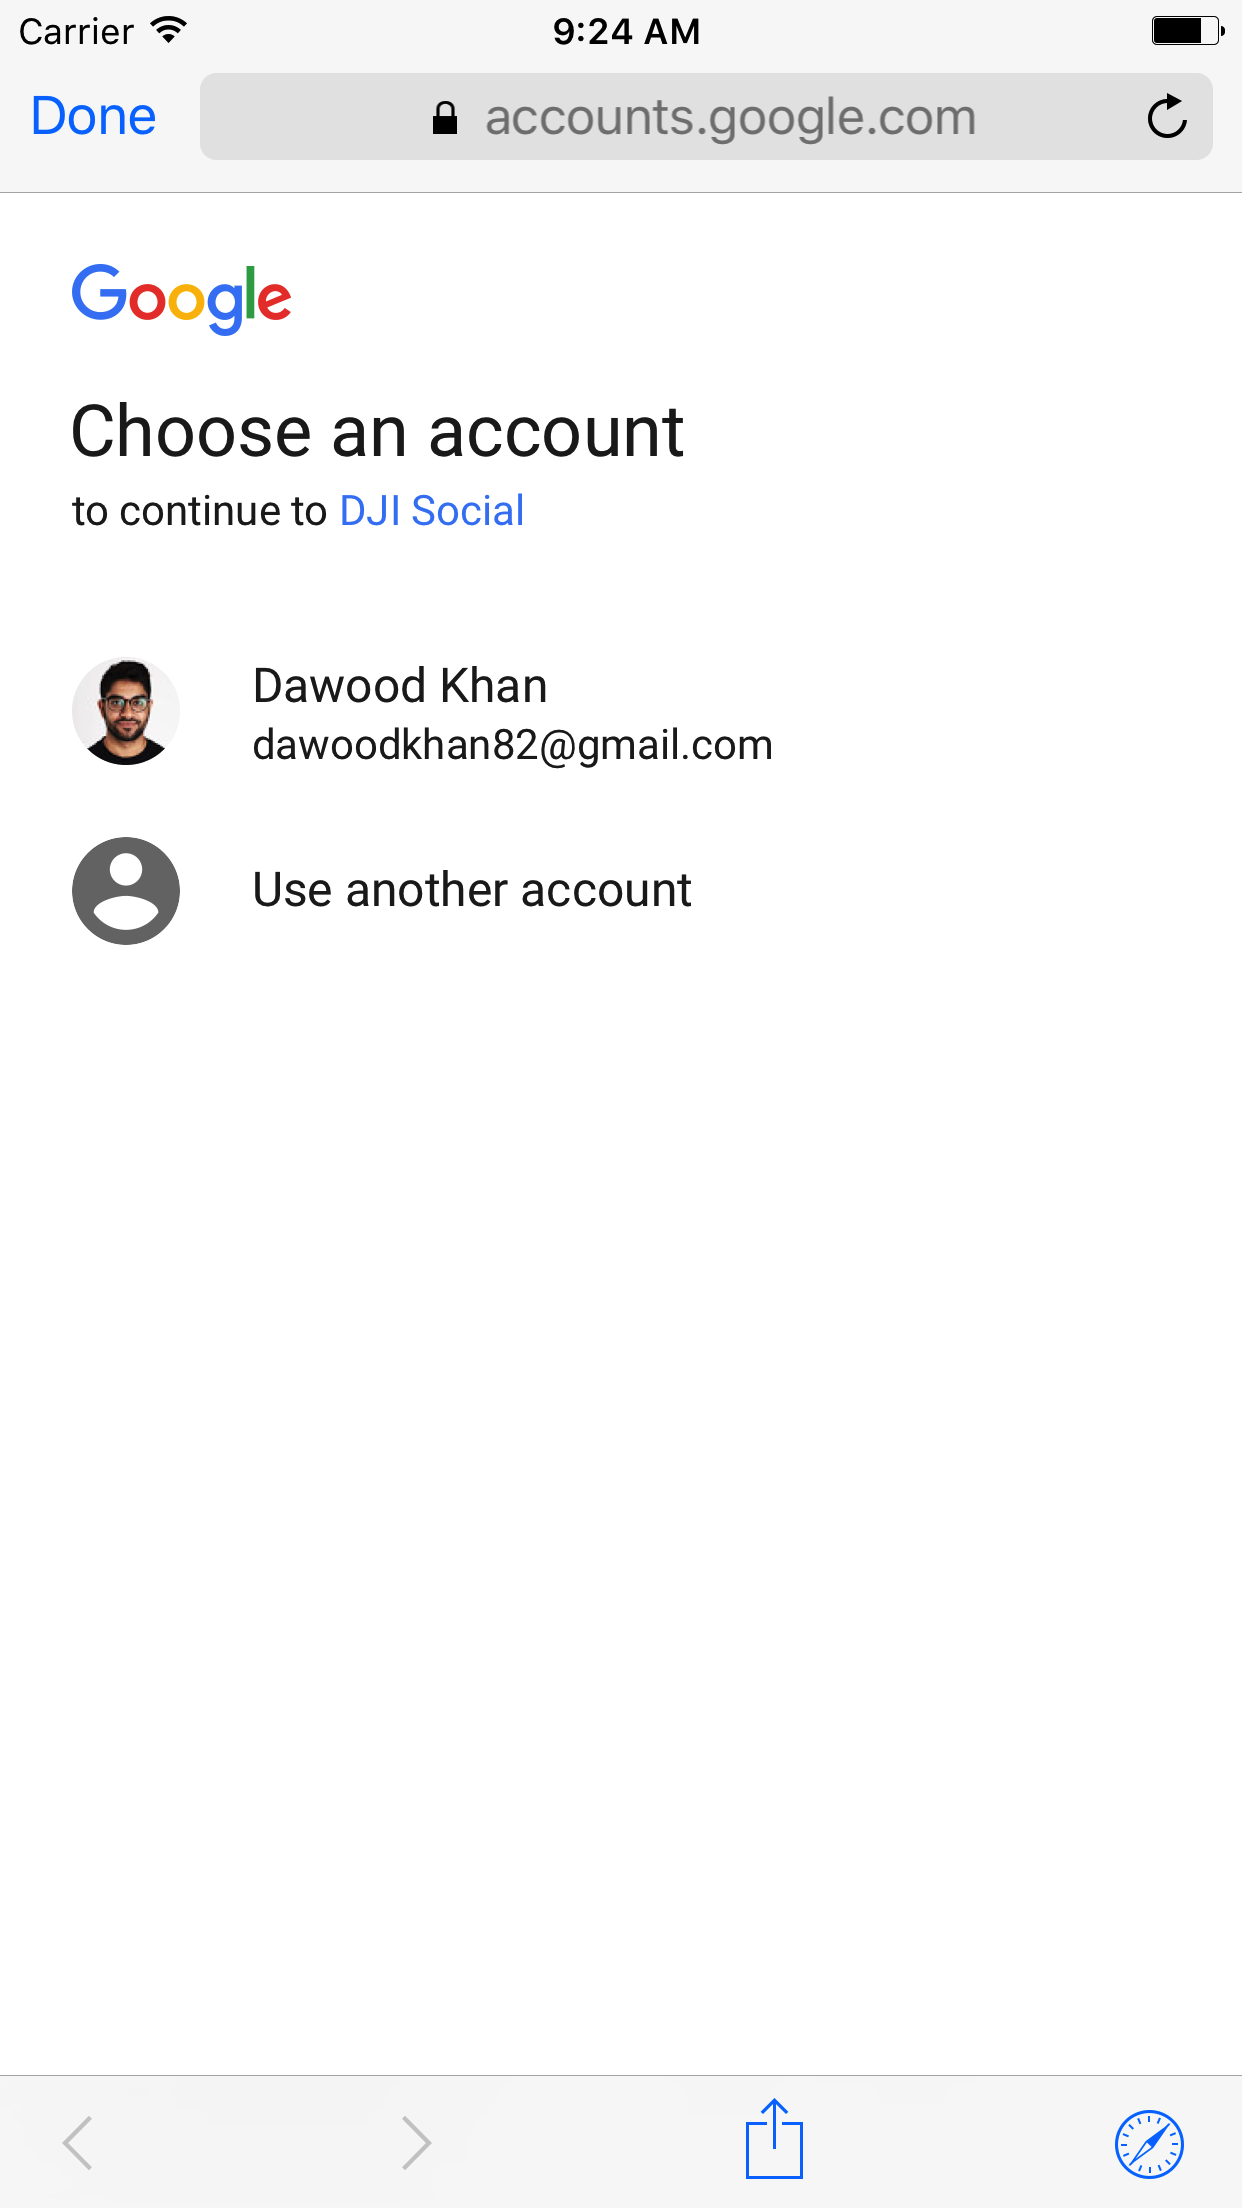 Carrier
9:24 AM
Done
accounts.google.com
Google
Choose an account
to continue to DJI Social
Dawood Khan
dawoodkhan82@gmail.com
Use another account